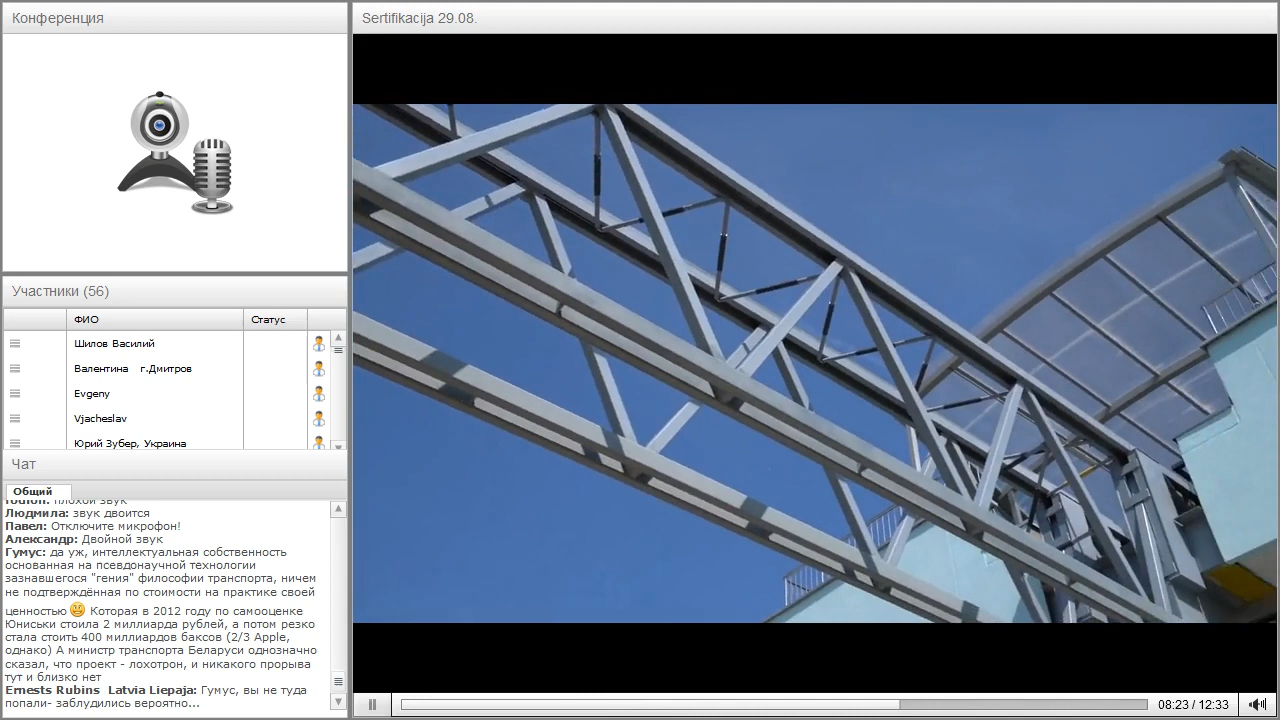 Конференция
Sertifikacija 29.08.
Участники (56)
ФИО
Статус
Шилов Василий
Валентина г.Дмитров
Evgeny
Vjacheslav
Юрий Зубер, Украина
Чат
Общий
плохой звук
Людмила: звук двоится
Павел: Отключите микрофон!
Александр: Двойной звук
Гумус: да уж, интеллектуальная собственность
основанная на псевдонаучной технологии
зазнавшегося "гения" философии транспорта, ничем
не подтверждённая по стоимости на практике своей
ценностью Которая в 2012 году по самооценке
Юниськи стоила 2 миллиарда рублей, а потом резко
стала стоить 400 миллиардов баксов (2/3 Apple,
однако) А министр транспорта Беларуси однозначно
сказал, что проект - лохотрон, и никакого прорыва
тут и близко нет
Ernests Rubins Latvia Liepaja: Гумус, вы не туда
попали- заблудились вероятно...
08:23 / 12:33